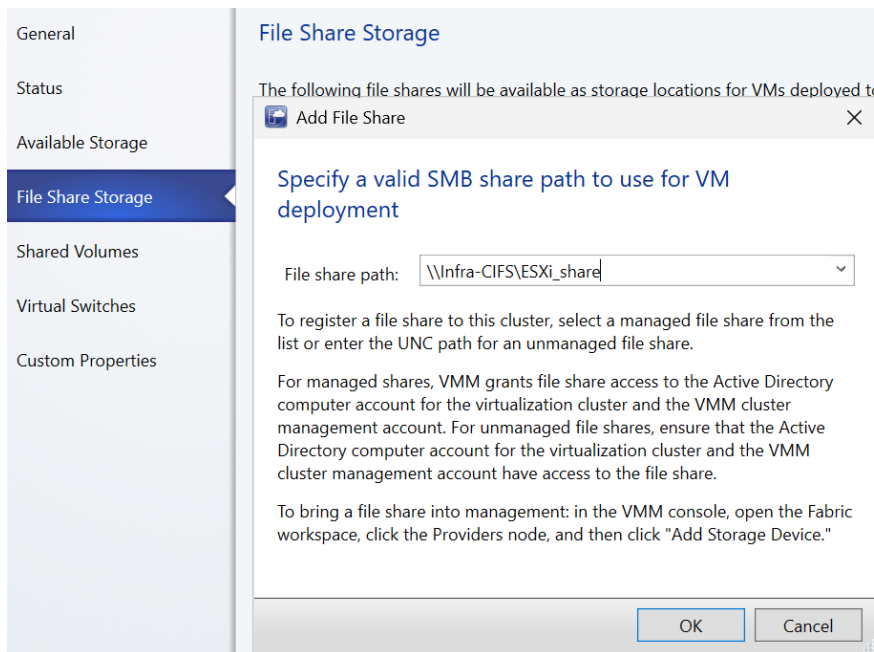 General
Status
Available Storage
File Share Storage
Shared Volumes
Virtual Switches
Custom Properties
File Share Storage
The following file shares will be available as storage locations for VMs deployed t
Add File Share
Specify a valid SMB share path to use for VM
deployment
File share path: \\Infra-CIFS\ESXi_share
To register a file share to this cluster, select a managed file share from the
list or enter the UNC path for an unmanaged file share.
For managed shares, VMM grants file share access to the Active Directory
computer account for the virtualization cluster and the VMM cluster
management account. For unmanaged file shares, ensure that the Active
Directory computer account for the virtualization cluster and the VMM
cluster management account have access to the file share.
To bring a file share into management: in the VMM console, open the Fabric
workspace, click the Providers node, and then click "Add Storage Device."
OK Cancel